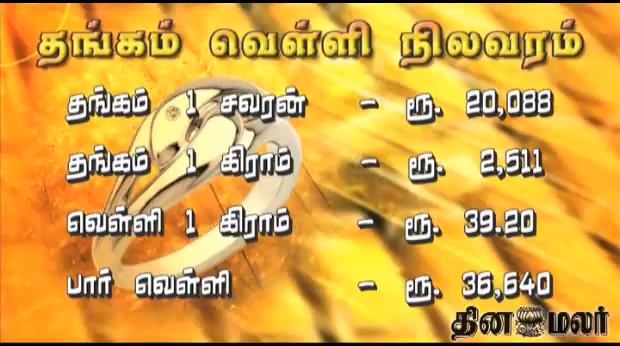 தங்கம் வெள்ளி நிலவரம்
தங்கம் 1 சவரன் - ரூ. 20,088
தங்கம் 1 கிராம் - ரூ. 2,511
வெள்ளி 1 கிராம் - ரூ. 39.20
பார் வெள்ளி - ரூ. 36,640
தினமலர்